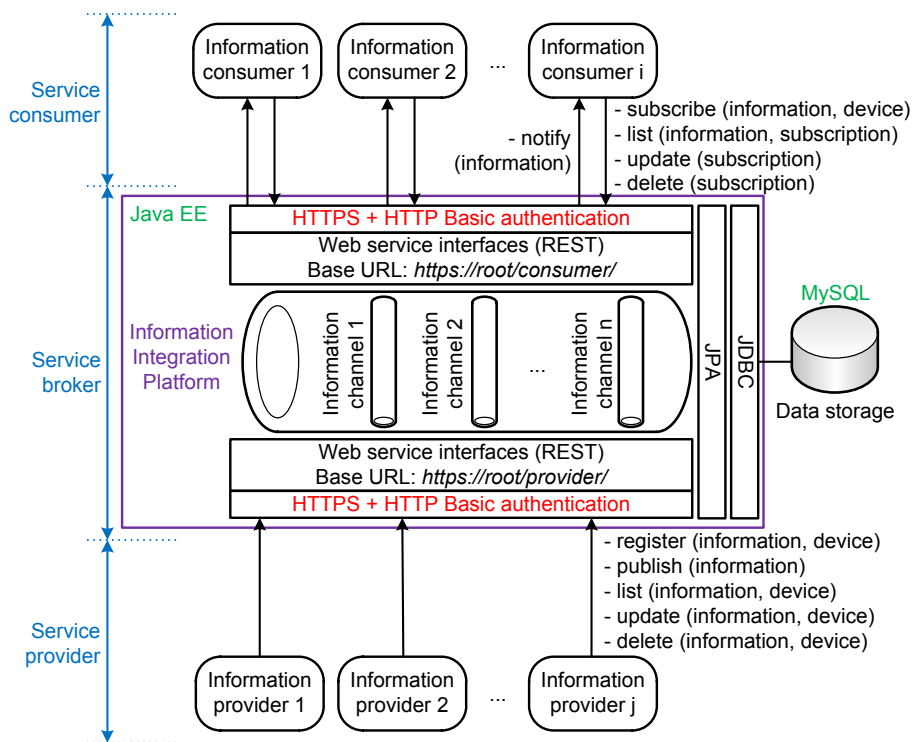 Information
consumer 1
Information
consumer 2
...
Information
consumer i
Service
consumer
- notify
(information)
- subscribe (information, device)
- list (information, subscription)
- update (subscription)
- delete (subscription)
Java EE
HTTPS + HTTP Basic authentication
Web service interfaces (REST)
Base URL: https://root/consumer/
Information
Integration
Platform
Information
channel 1
Information
channel 2
...
Information
channel n
JPA
JDBC
MySQL
Data storage
Service
broker
Web service interfaces (REST)
Base URL: https://root/provider/
HTTPS + HTTP Basic authentication
- register (information, device)
- publish (information)
- list (information, device)
- update (information, device)
- delete (information, device)
Service
provider
Information
provider 1
Information
provider 2
...
Information
provider j